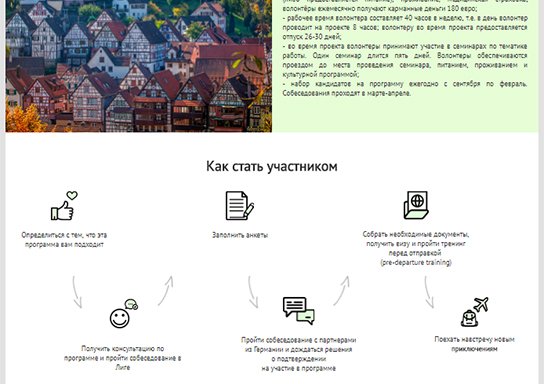 (либо предоставляется питание), проживание, медицинская страховка,
волонтёры ежемесячно получают карманные деньги 180 евро;
- рабочее время волонтера составляет 40 часов в неделю, т.е. в день волонтер
проводит на проекте 8 часов; волонтеру во время проекта предоставляется
отпуск 26-30 дней;
- во время проекта волонтеры принимают участие в семинарах по тематике
работы. Один семинар длится пять дней. Волонтеры обеспечиваются
проездом до места проведения семинара, питанием, проживанием и
культурной программой;
- набор кандидатов на программу ежегодно с сентября по февраль.
Собеседования проходят в марте-апреле.
Как стать участником
Определиться с тем, что эта
программа вам подходит
Получить консультацию по
программе и пройти собеседование в
Лиге
Заполнить анкеты
Пройти собеседование с партнерами
из Германии и дождаться решения
о подтверждении
на участие в программе
Собрать необходимые документы,
получить визу и пройти тренинг
перед отправкой
(pre-departure training)
Поехать навстречу новым
приключениям